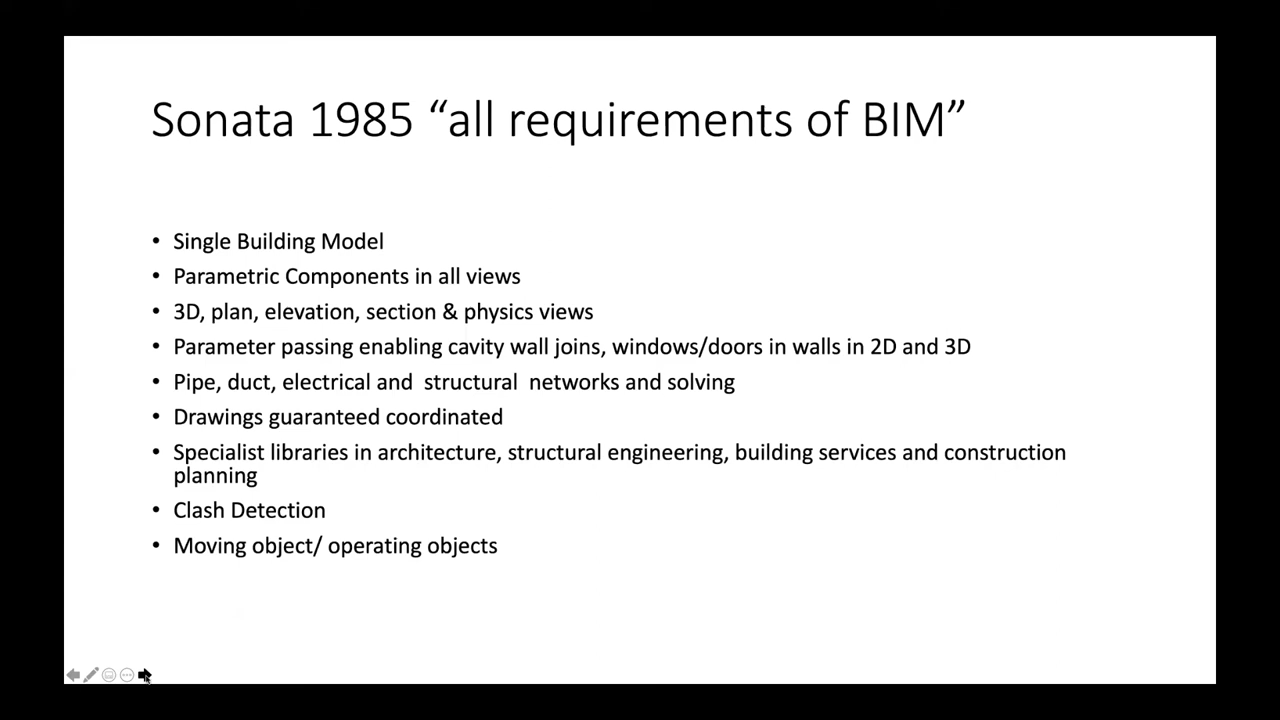 Sonata 1985 “all requirements of BIM”
• Single Building Model
• Parametric Components in all views
• 3D, plan, elevation, section & physics views
• Parameter passing enabling cavity wall joins, windows/doors in walls in 2D and 3D
• Pipe, duct, electrical and structural networks and solving
• Drawings guaranteed coordinated
• Specialist libraries in architecture, structural engineering, building services and construction
planning
• Clash Detection
• Moving object/ operating objects